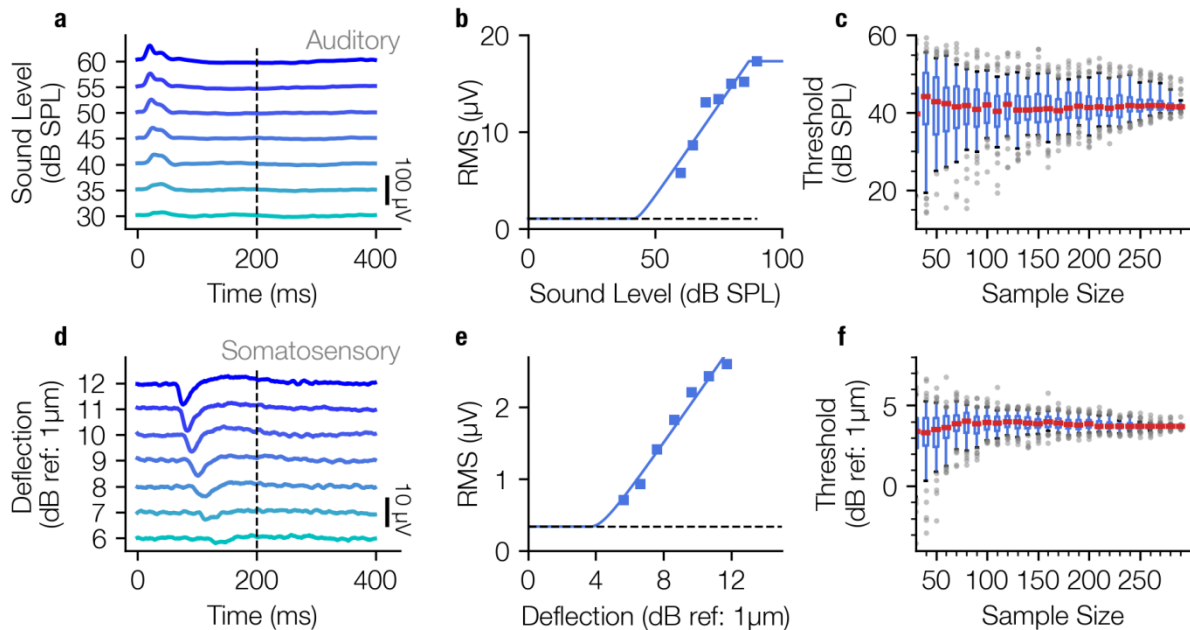 a
Auditory
Sound Level
(dB SPL)
60
55
50
45
40
35
30
100 µV
0
200
400
Time (ms)
b
RMS (µV)
20
10
0
0
50
100
Sound Level (dB SPL)
c
Threshold
(dB SPL)
60
40
20
50
100
150
200
250
Sample Size
d
Somatosensory
Deflection
(dB ref: 1µm)
12
11
10
9
8
7
6
10 µV
0
200
400
Time (ms)
e
RMS (µV)
2
1
0
0
4
8
12
Deflection (dB ref: 1µm)
f
Threshold
(dB ref: 1µm)
5
0
50
100
150
200
250
Sample Size